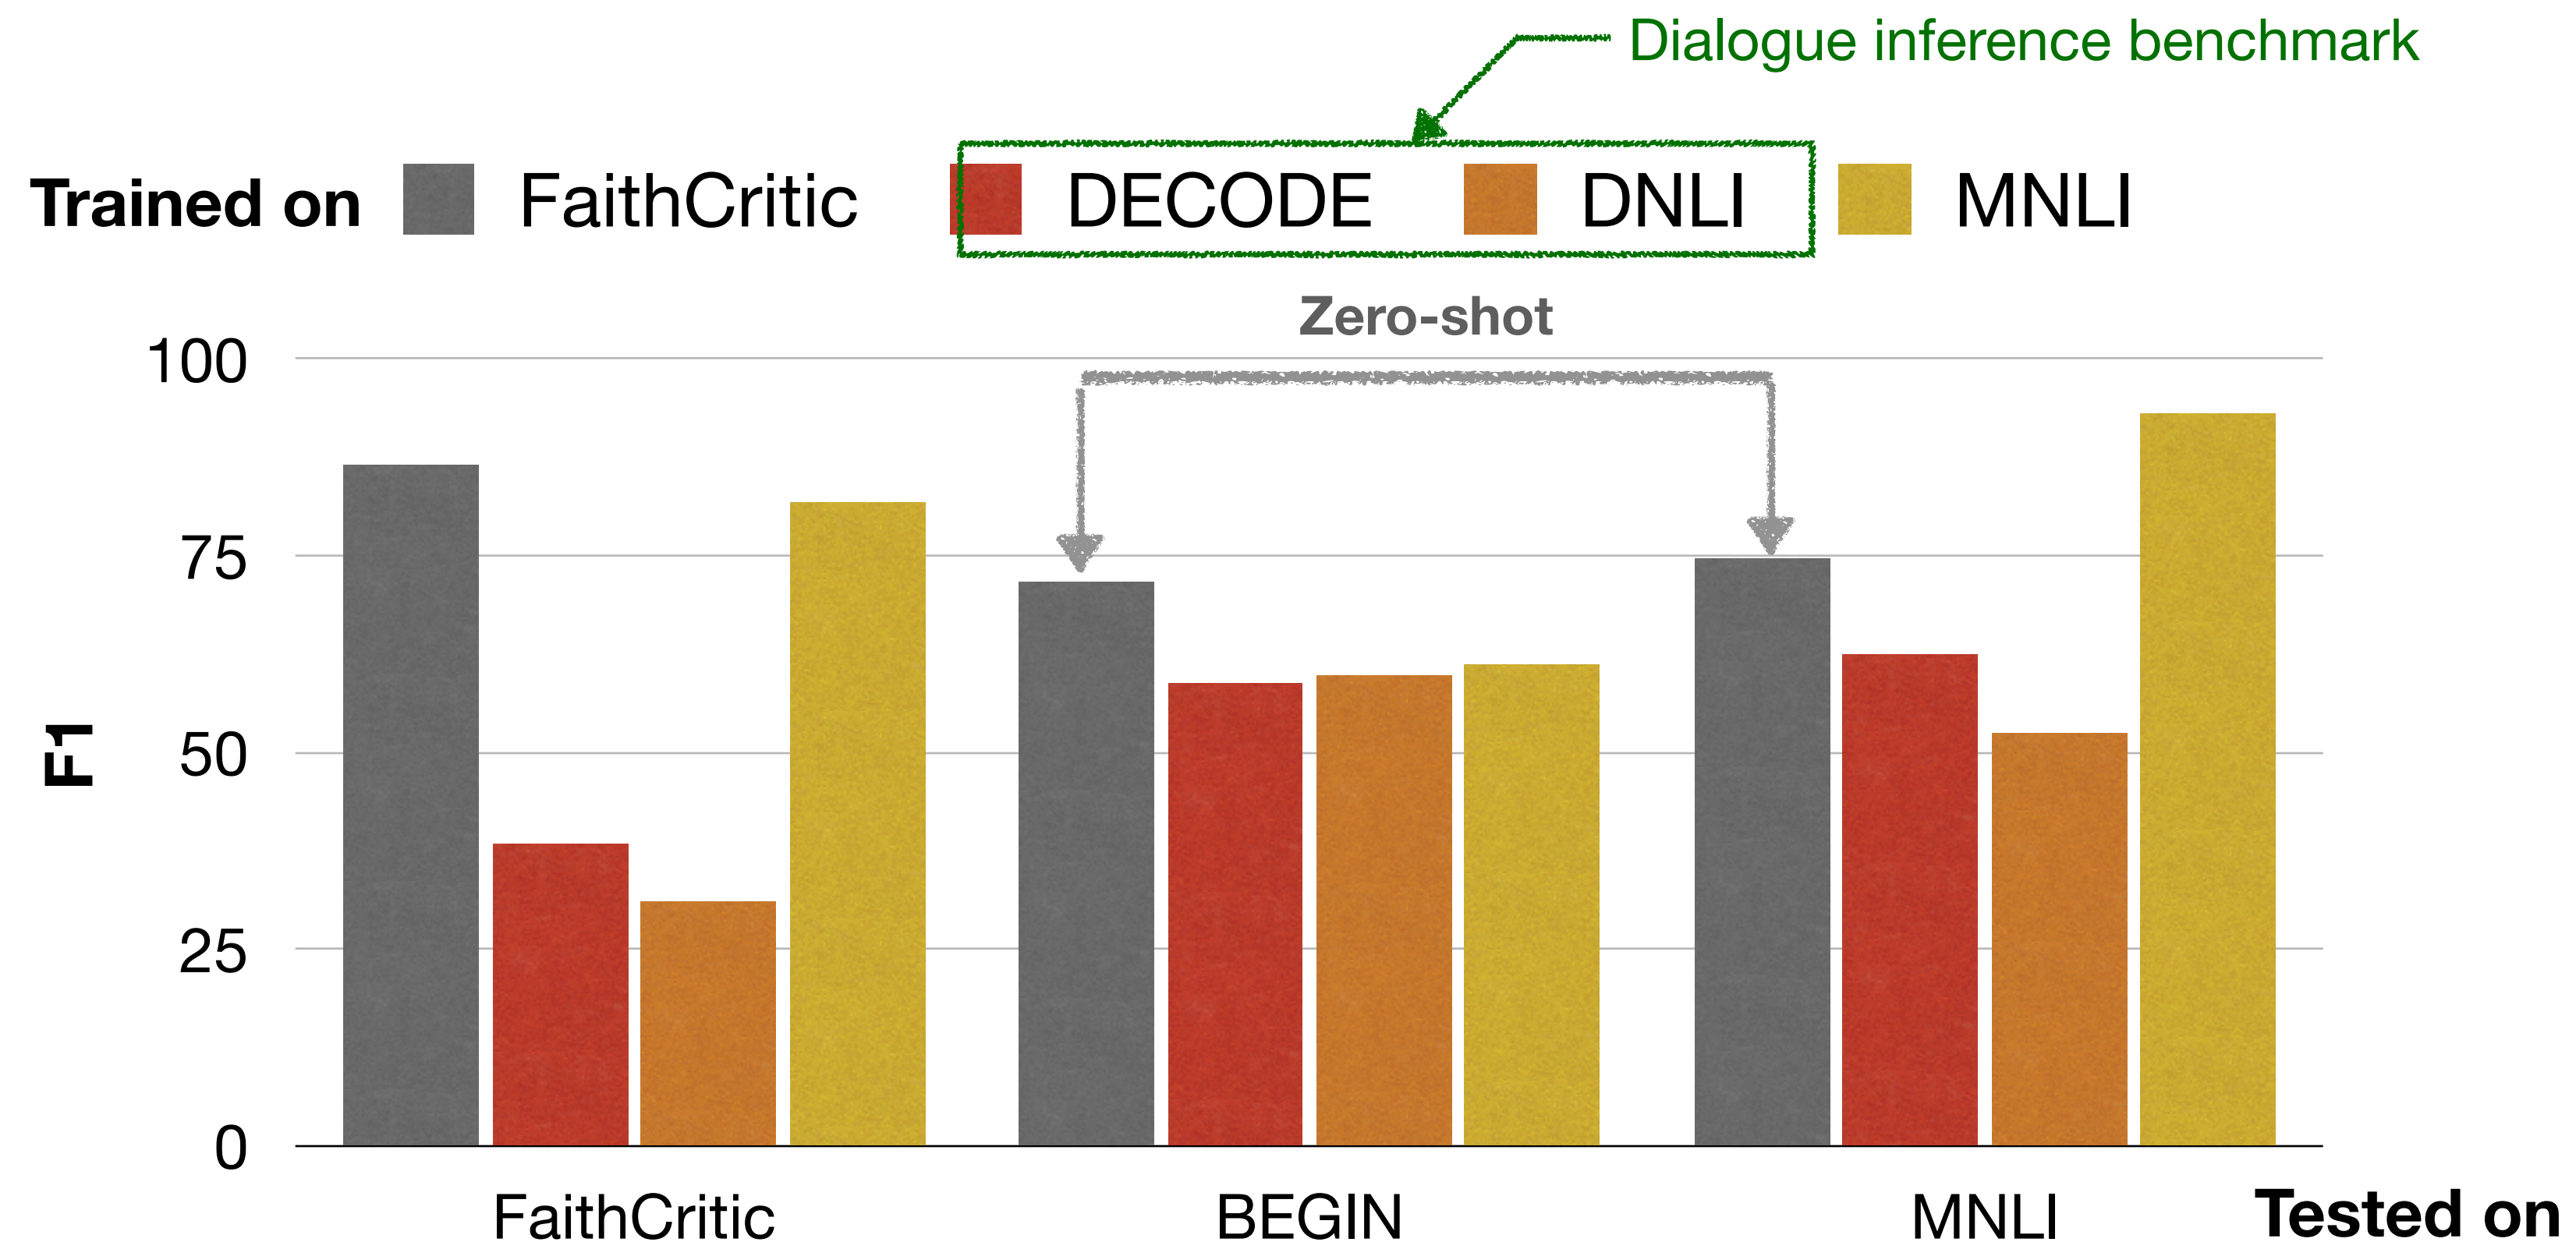 Dialogue inference benchmark
Trained on FaithCritic DECODE DNLI MNLI
Zero-shot
100
75
50
25
0
F1
FaithCritic BEGIN MNLI Tested on